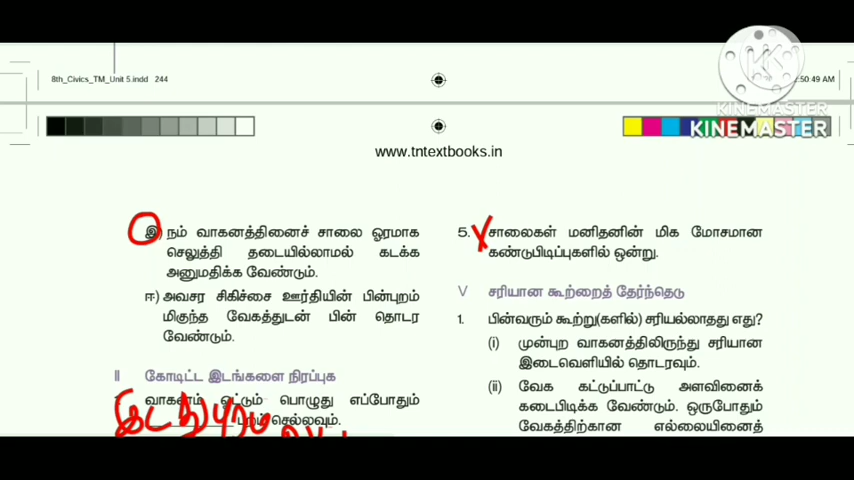 8th_Civics_TM_Unit 5.indd 244
:50:49 AM
KINEMASTER
KINEMASTER
www.tntextbooks.in
இ) நம் வாகனத்தினைச் சாலை ஓரமாக
செலுத்தி தடையில்லாமல் கடக்க
அனுமதிக்க வேண்டும்.
ஈ) அவசர சிகிச்சை ஊர்தியின் பின்புறம்
மிகுந்த வேகத்துடன் பின் தொடர
வேண்டும்.
II கோடிட்ட இடங்களை நிரப்புக
வாகனம் ஓட்டும் பொழுது எப்போதும்
இடதுபுறம்
புறம் செல்லவும்.
5. X சாலைகள் மனிதனின் மிக மோசமான
கண்டுபிடிப்புகளில் ஒன்று.
V சரியான கூற்றைத் தேர்ந்தெடு
1. பின்வரும் கூற்று(களில்) சரியல்லாதது எது?
(i) முன்புற வாகனத்திலிருந்து சரியான
இடைவெளியில் தொடரவும்.
(ii) வேக கட்டுப்பாட்டு அளவினைக்
கடைபிடிக்க வேண்டும். ஒருபோதும்
வேகத்திற்கான எல்லையினைத்